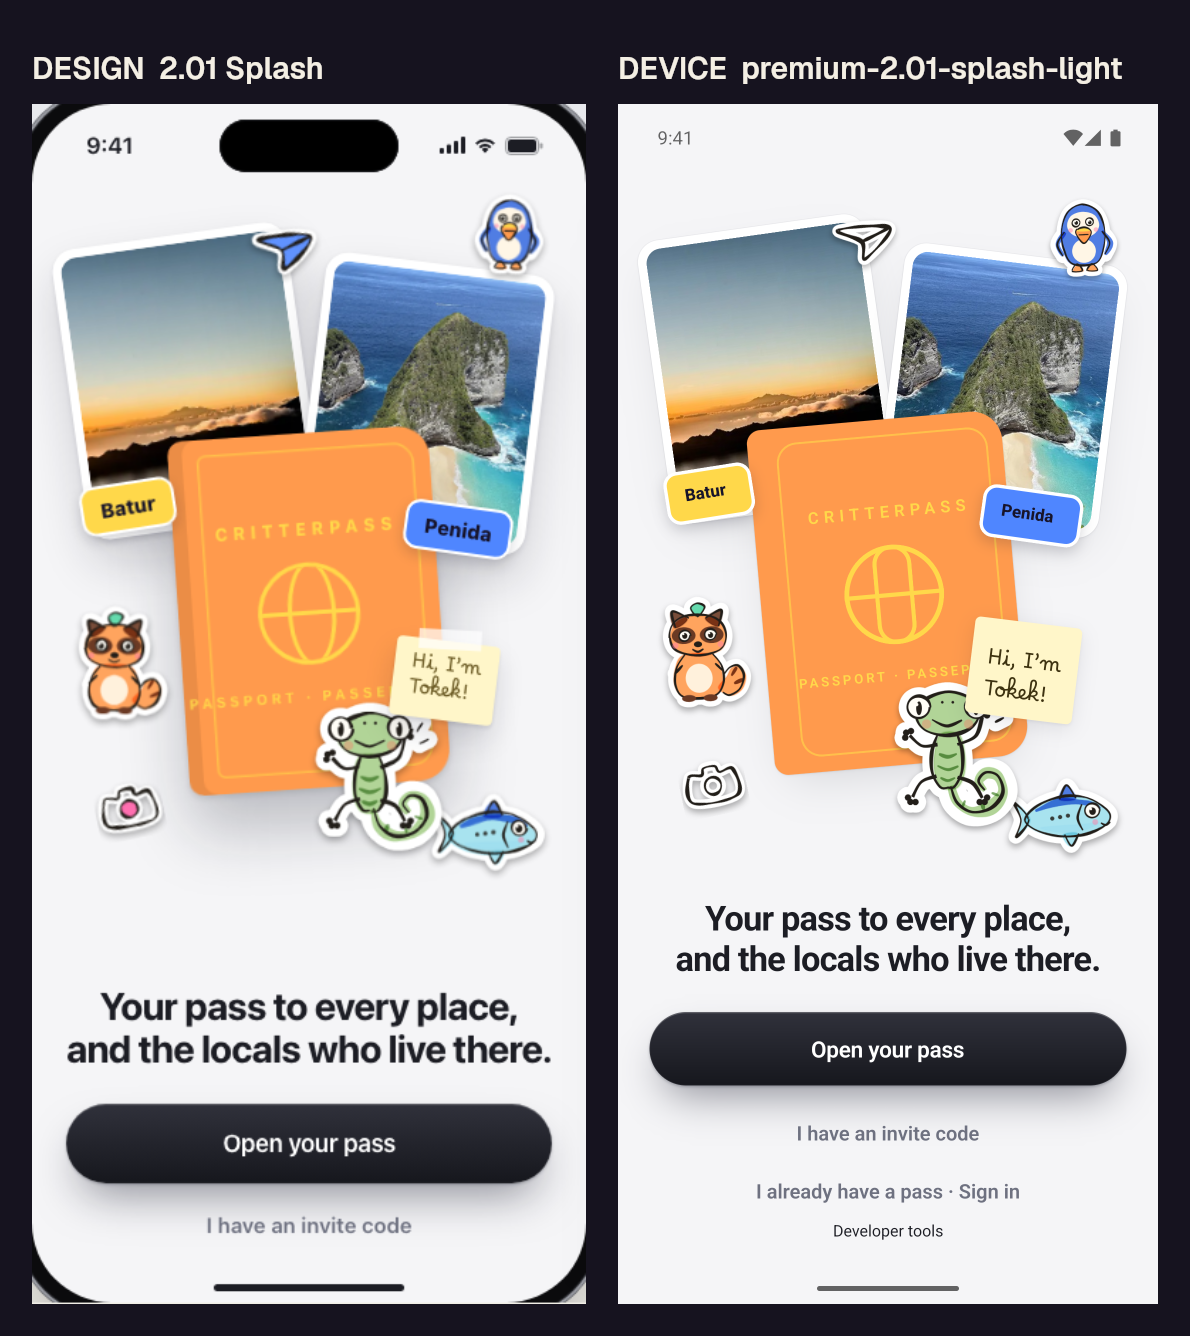 DESIGN 2.01 Splash
9:41
Batur
CRITTERPASS
Penida
Hi, I'm
Tokek!
PASSPORT · PASSE
Your pass to every place,
and the locals who live there.
Open your pass
I have an invite code
DEVICE premium-2.01-splash-light
9:41
Batur
CRITTERPASS
Penida
Hi, I'm
Tokek!
PASSPORT · PASSEP
Your pass to every place,
and the locals who live there.
Open your pass
I have an invite code
I already have a pass · Sign in
Developer tools